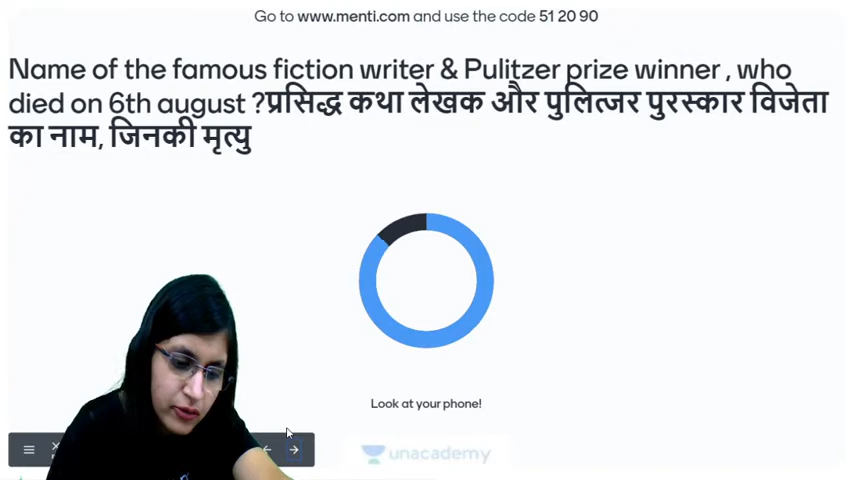 Go to www.menti.com and use the code 51 20 90
Name of the famous fiction writer & Pulitzer prize winner , who
died on 6th august ?प्रसिद्ध कथा लेखक और पुलित्जर पुरस्कार विजेता
का नाम, जिनकी मृत्यु
Look at your phone!
unacademy